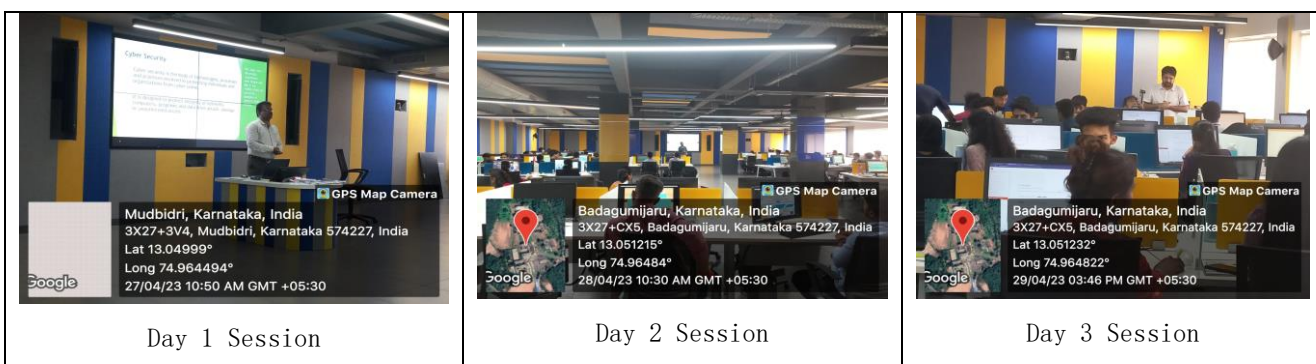 Cyber Security
GPS Map Camera
Mudbidri, Karnataka, India
3X27+3V4, Mudbidri, Karnataka 574227, India
Lat 13.04999°
Long 74.964494°
27/04/23 10:50 AM GMT +05:30
Google
Day 1 Session
GPS Map Camera
Badagumijaru, Karnataka, India
3X27+CX5, Badagumijaru, Karnataka 574227, India
Lat 13.051215°
Long 74.96484°
28/04/23 10:30 AM GMT +05:30
Google
Day 2 Session
GPS Map Camera
Badagumijaru, Karnataka, India
3X27+CX5, Badagumijaru, Karnataka 574227, India
Lat 13.051232°
Long 74.964822°
29/04/23 03:46 PM GMT +05:30
Google
Day 3 Session